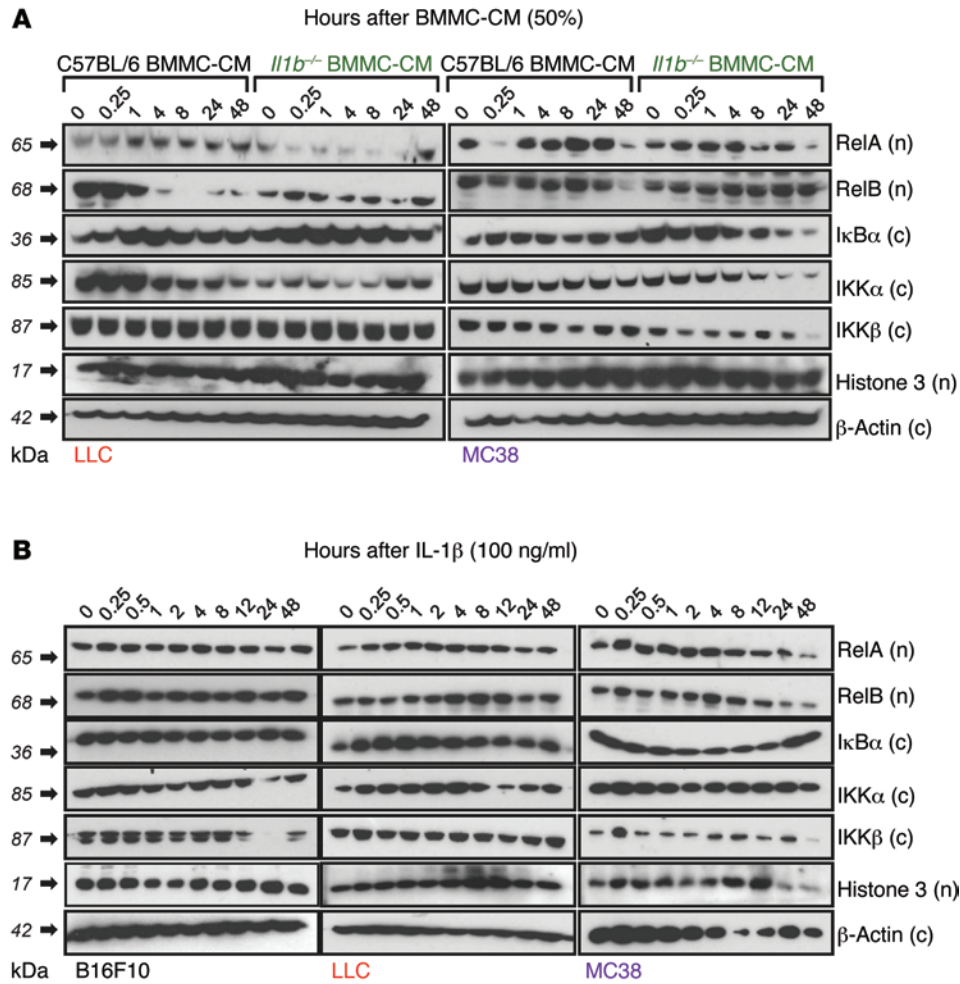 A
Hours after BMMC-CM (50%)
C57BL/6 BMMC-CM Il1b–/– BMMC-CM C57BL/6 BMMC-CM Il1b–/– BMMC-CM
0 0.25 1 4 8 24 48 0 0.25 1 4 8 24 48 0 0.25 1 4 8 24 48 0 0.25 1 4 8 24 48
65 RelA (n)
68 RelB (n)
36 IκBα (c)
85 IKKα (c)
87 IKKβ (c)
17 Histone 3 (n)
42 β-Actin (c)
kDa LLC MC38
B
Hours after IL-1β (100 ng/ml)
0 0.25 0.5 1 2 4 8 12 24 48 0 0.25 0.5 1 2 4 8 12 24 48 0 0.25 0.5 1 2 4 8 12 24 48
65 RelA (n)
68 RelB (n)
36 IκBα (c)
85 IKKα (c)
87 IKKβ (c)
17 Histone 3 (n)
42 β-Actin (c)
kDa B16F10 LLC MC38